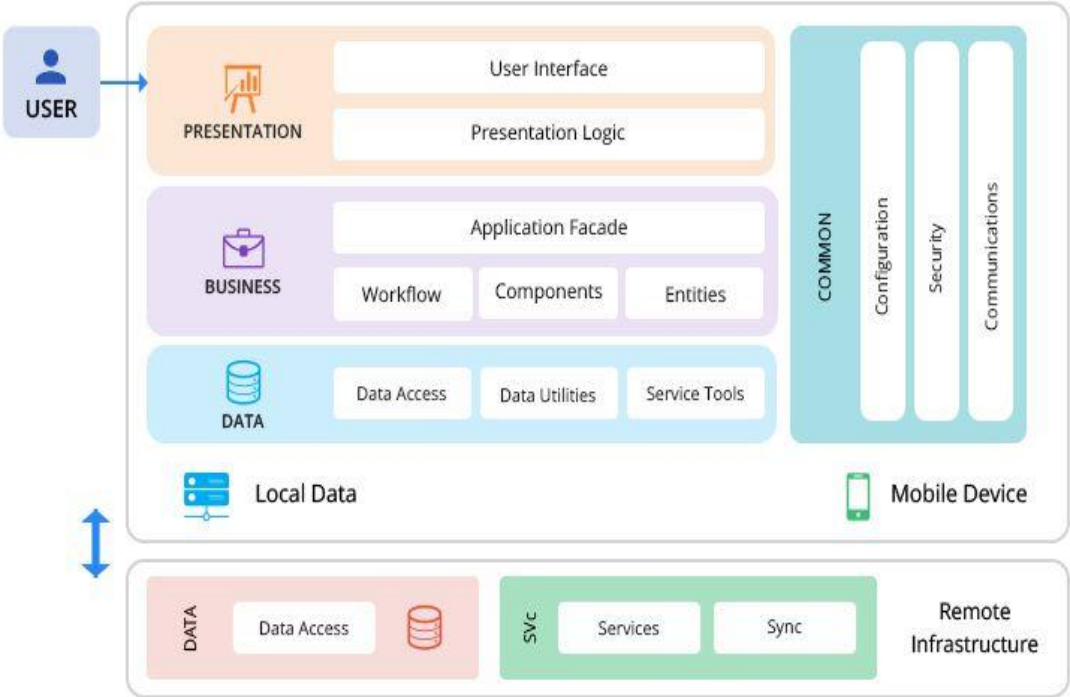 USER
PRESENTATION
User Interface
Presentation Logic
BUSINESS
Application Facade
Workflow
Components
Entities
DATA
Data Access
Data Utilities
Service Tools
COMMON
Configuration
Security
Communications
Local Data
Mobile Device
DATA
Data Access
SVc
Services
Sync
Remote
Infrastructure